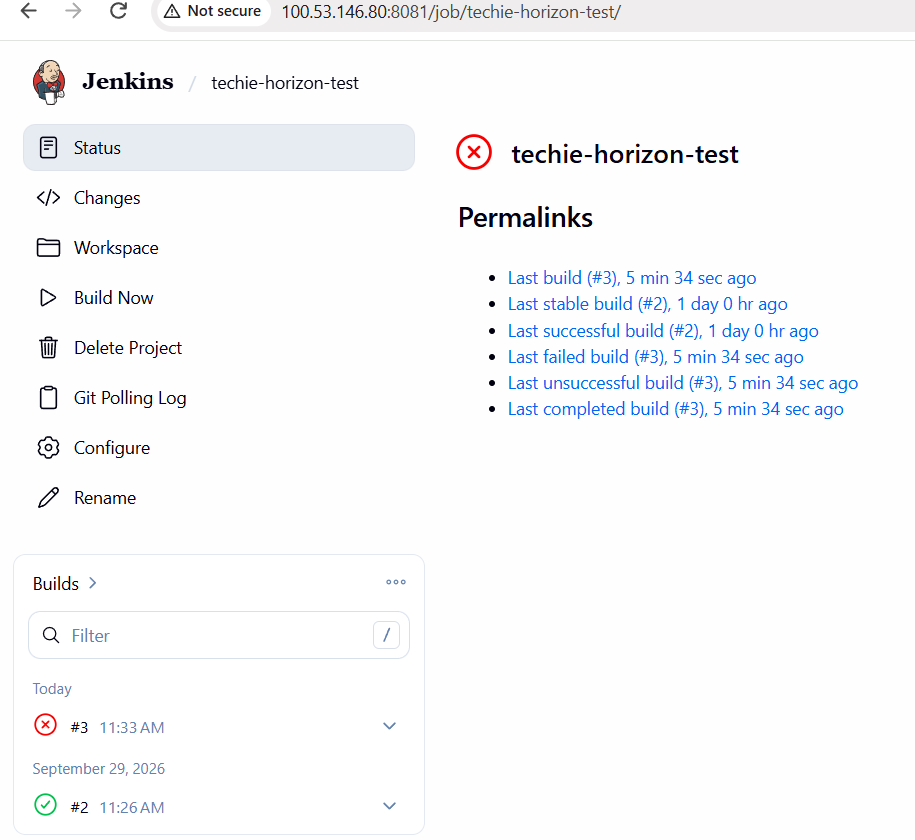 Not secure 100.53.146.80:8081/job/techie-horizon-test/
Jenkins / techie-horizon-test
Status
Changes
Workspace
Build Now
Delete Project
Git Polling Log
Configure
Rename
techie-horizon-test
Permalinks
Last build (#3), 5 min 34 sec ago
Last stable build (#2), 1 day 0 hr ago
Last successful build (#2), 1 day 0 hr ago
Last failed build (#3), 5 min 34 sec ago
Last unsuccessful build (#3), 5 min 34 sec ago
Last completed build (#3), 5 min 34 sec ago
Builds
Filter /
Today
#3 11:33 AM
September 29, 2026
#2 11:26 AM